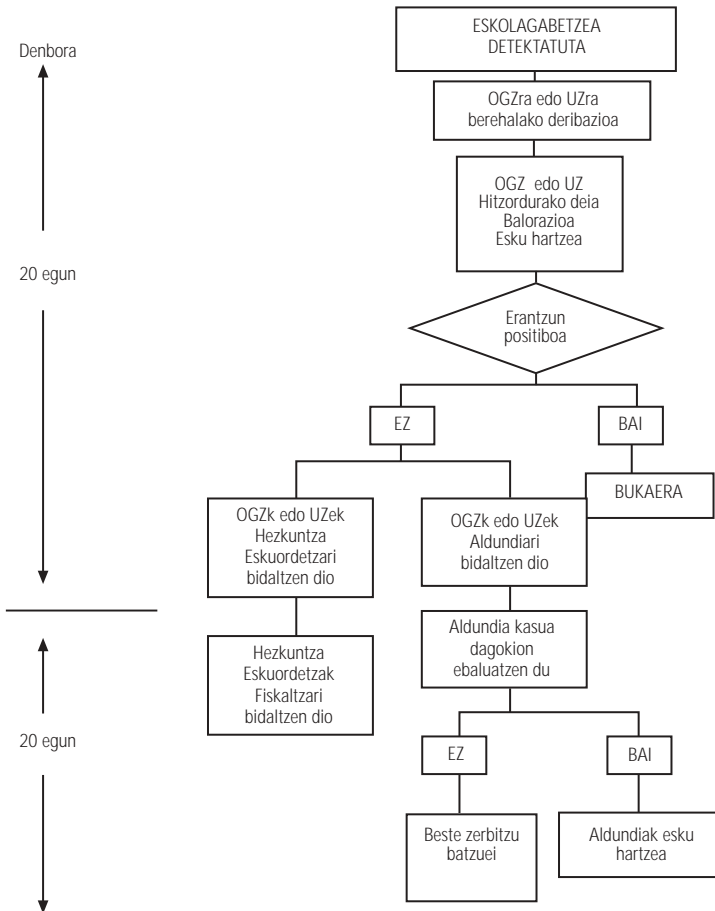 Denbora
ESKOLAGABETZEA
DETEKTATUTA
OGZra edo UZra
berehalako deribazioa
OGZ edo UZ
Hitzordurako deia
Balorazioa
Esku hartzea
20 egun
Erantzun
positiboa
EZ
BAI
BUKAERA
OGZk edo UZek
Hezkuntza
Eskuordetzari
bidaltzen dio
OGZk edo UZek
Aldundiari
bidaltzen dio
Hezkuntza
Eskuordetzak
Fiskaltzari
bidaltzen dio
Aldundia kasua
dagokion
ebaluatzen du
20 egun
EZ
BAI
Beste zerbitzu
batzuei
Aldundiak esku
hartzea